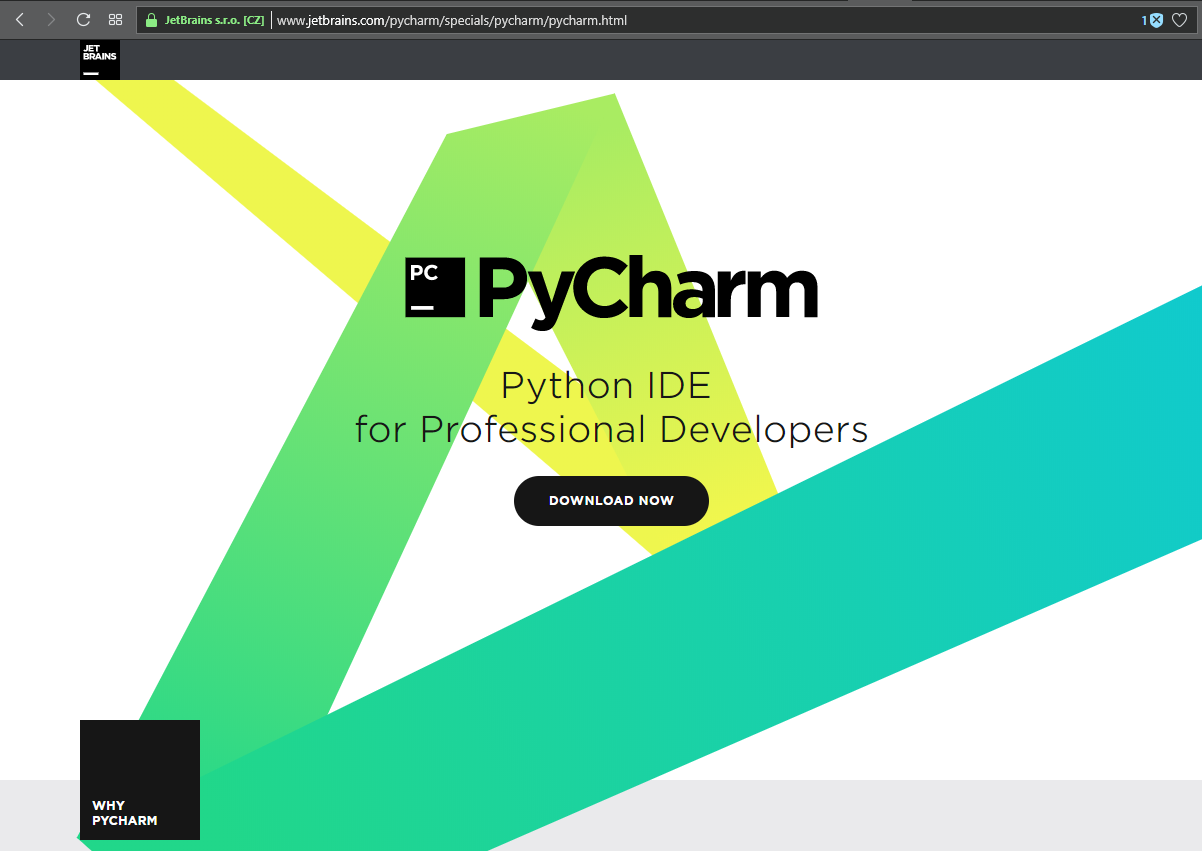 JetBrains s.r.o. [CZ] www.jetbrains.com/pycharm/specials/pycharm/pycharm.html 1
JET
BRAINS
PC
PyCharm
Python IDE
for Professional Developers
DOWNLOAD NOW
WHY
PYCHARM